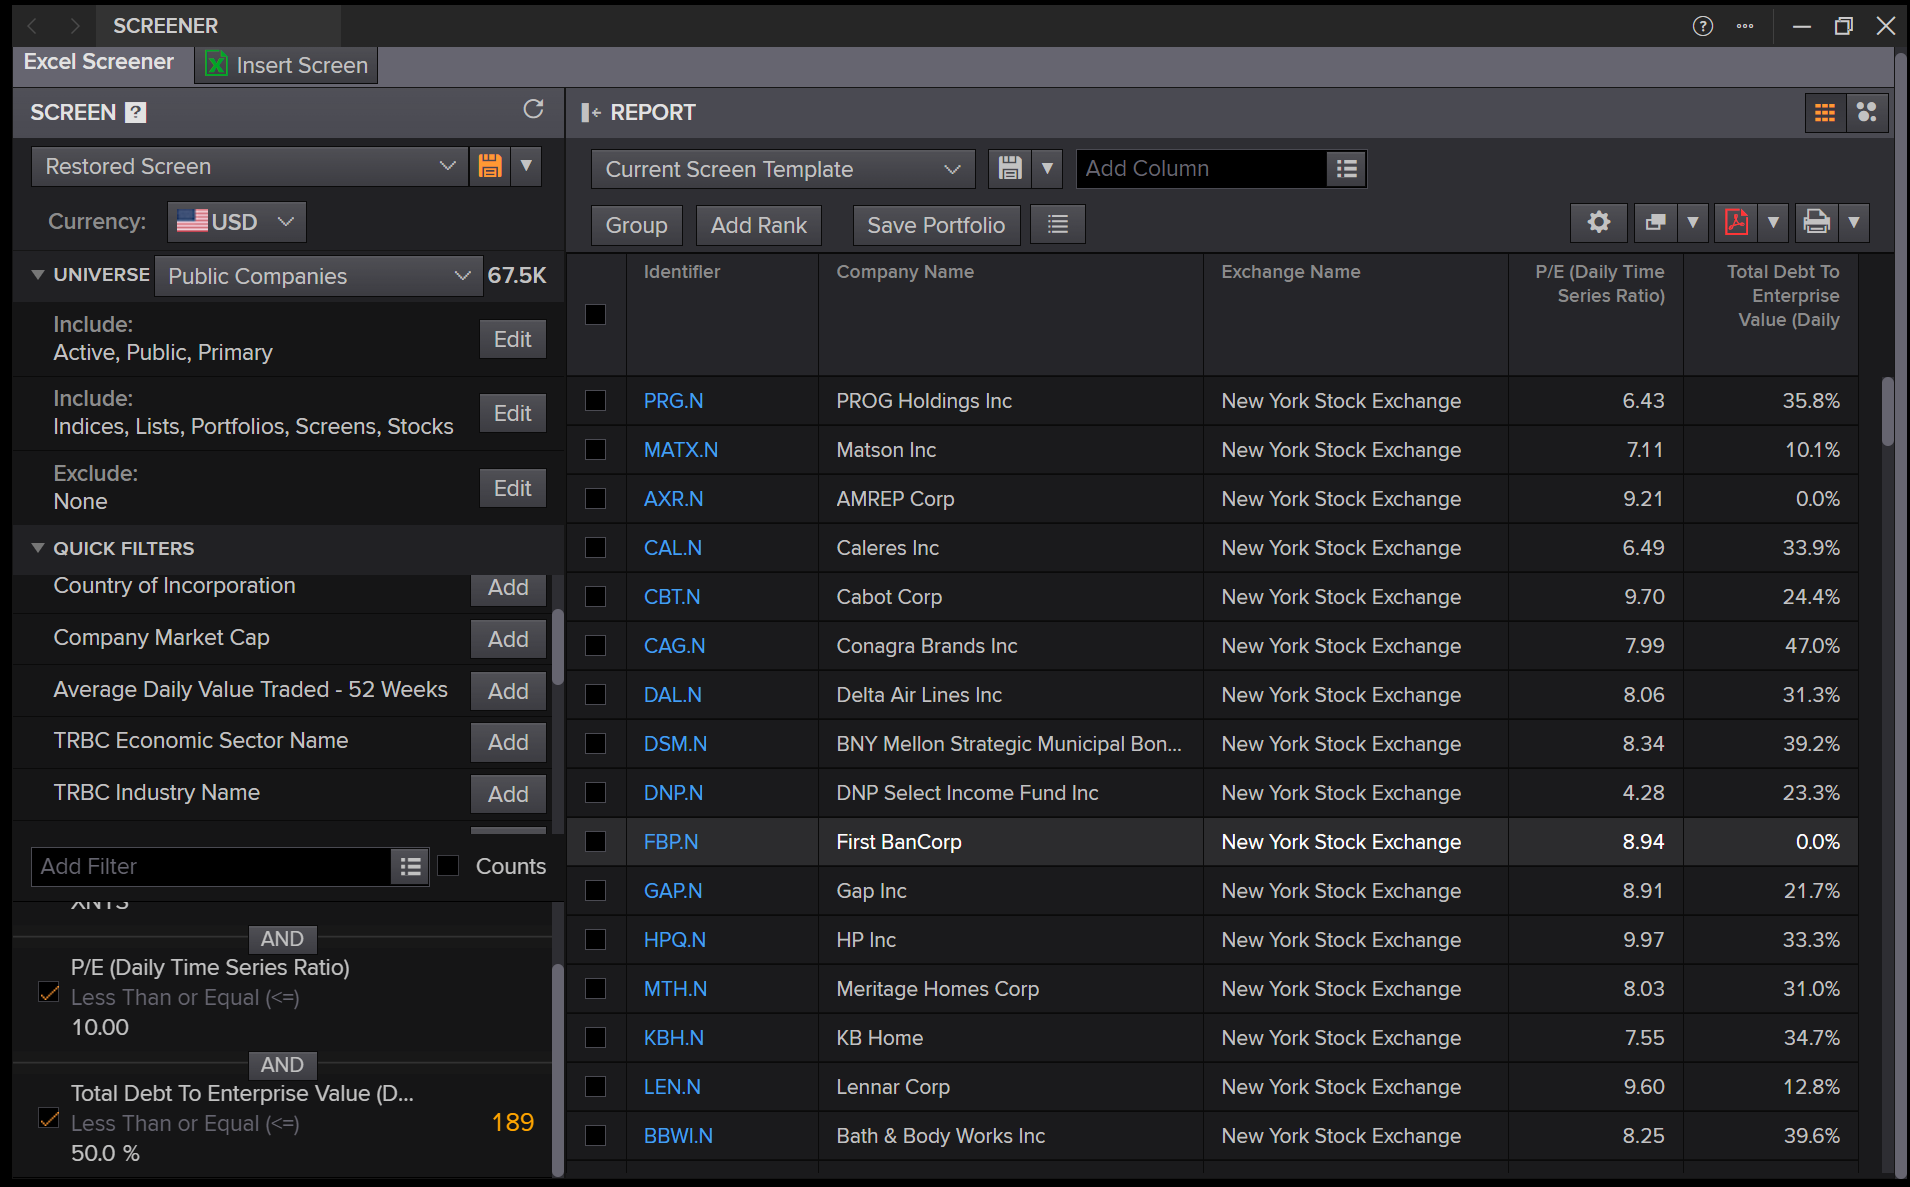 SCREENER
Excel Screener
Insert Screen
SCREEN ?
REPORT
Restored Screen
Current Screen Template
Add Column
Currency:
USD
Group
Add Rank
Save Portfolio
UNIVERSE
Public Companies
67.5K
Include:
Active, Public, Primary
Edit
Include:
Indices, Lists, Portfolios, Screens, Stocks
Edit
Exclude:
None
Edit
QUICK FILTERS
Country of Incorporation
Add
Company Market Cap
Add
Average Daily Value Traded - 52 Weeks
Add
TRBC Economic Sector Name
Add
TRBC Industry Name
Add
Add Filter
Counts
AND
P/E (Daily Time Series Ratio)
Less Than or Equal (<=)
10.00
AND
Total Debt To Enterprise Value (D...
Less Than or Equal (<=)
189
50.0 %
Identifier
Company Name
Exchange Name
P/E (Daily Time
Series Ratio)
Total Debt To
Enterprise
Value (Daily
PRG.N PROG Holdings Inc New York Stock Exchange 6.43 35.8%
MATX.N Matson Inc New York Stock Exchange 7.11 10.1%
AXR.N AMREP Corp New York Stock Exchange 9.21 0.0%
CAL.N Caleres Inc New York Stock Exchange 6.49 33.9%
CBT.N Cabot Corp New York Stock Exchange 9.70 24.4%
CAG.N Conagra Brands Inc New York Stock Exchange 7.99 47.0%
DAL.N Delta Air Lines Inc New York Stock Exchange 8.06 31.3%
DSM.N BNY Mellon Strategic Municipal Bon... New York Stock Exchange 8.34 39.2%
DNP.N DNP Select Income Fund Inc New York Stock Exchange 4.28 23.3%
FBP.N First BanCorp New York Stock Exchange 8.94 0.0%
GAP.N Gap Inc New York Stock Exchange 8.91 21.7%
HPQ.N HP Inc New York Stock Exchange 9.97 33.3%
MTH.N Meritage Homes Corp New York Stock Exchange 8.03 31.0%
KBH.N KB Home New York Stock Exchange 7.55 34.7%
LEN.N Lennar Corp New York Stock Exchange 9.60 12.8%
BBWI.N Bath & Body Works Inc New York Stock Exchange 8.25 39.6%